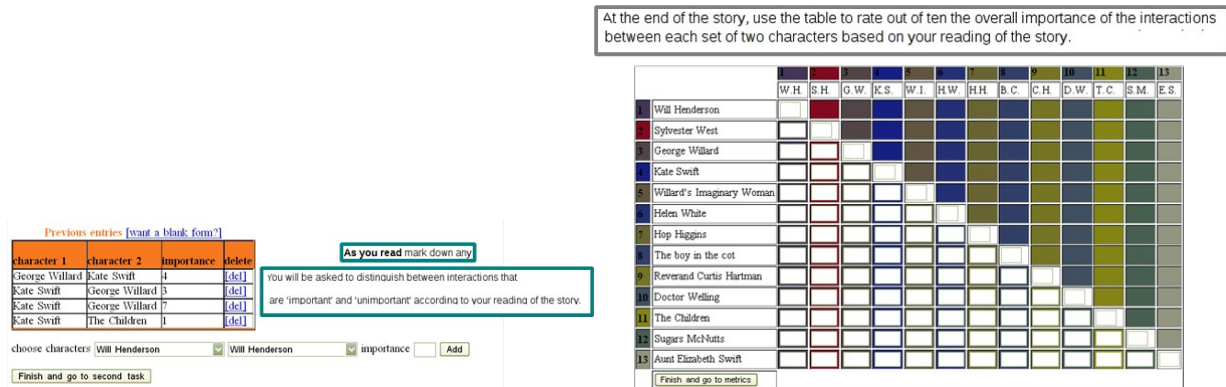 At the end of the story, use the table to rate out of ten the overall importance of the interactions
between each set of two characters based on your reading of the story.
1 2 3 4 5 6 7 8 9 10 11 12 13
W.H. S.H. G.W. K.S. W.I. H.W. H.H. B.C. C.H. D.W. T.C. S.M. E.S.
1 Will Henderson
2 Sylvester West
3 George Willard
4 Kate Swift
5 Willard's Imaginary Woman
6 Helen White
7 Hop Higgins
8 The boy in the cot
9 Reverand Curtis Hartman
10 Doctor Welling
11 The Children
12 Sugars McNutts
13 Aunt Elizabeth Swift
Finish and go to metrics
Previous entries [want a blank form?]
character 1 character 2 importance delete
George Willard Kate Swift 4 [del]
Kate Swift George Willard 3 [del]
Kate Swift George Willard 7 [del]
Kate Swift The Children 1 [del]
choose characters Will Henderson Will Henderson importance Add
Finish and go to second task
As you read mark down any
You will be asked to distinguish between interactions that
are 'important' and 'unimportant' according to your reading of the story.